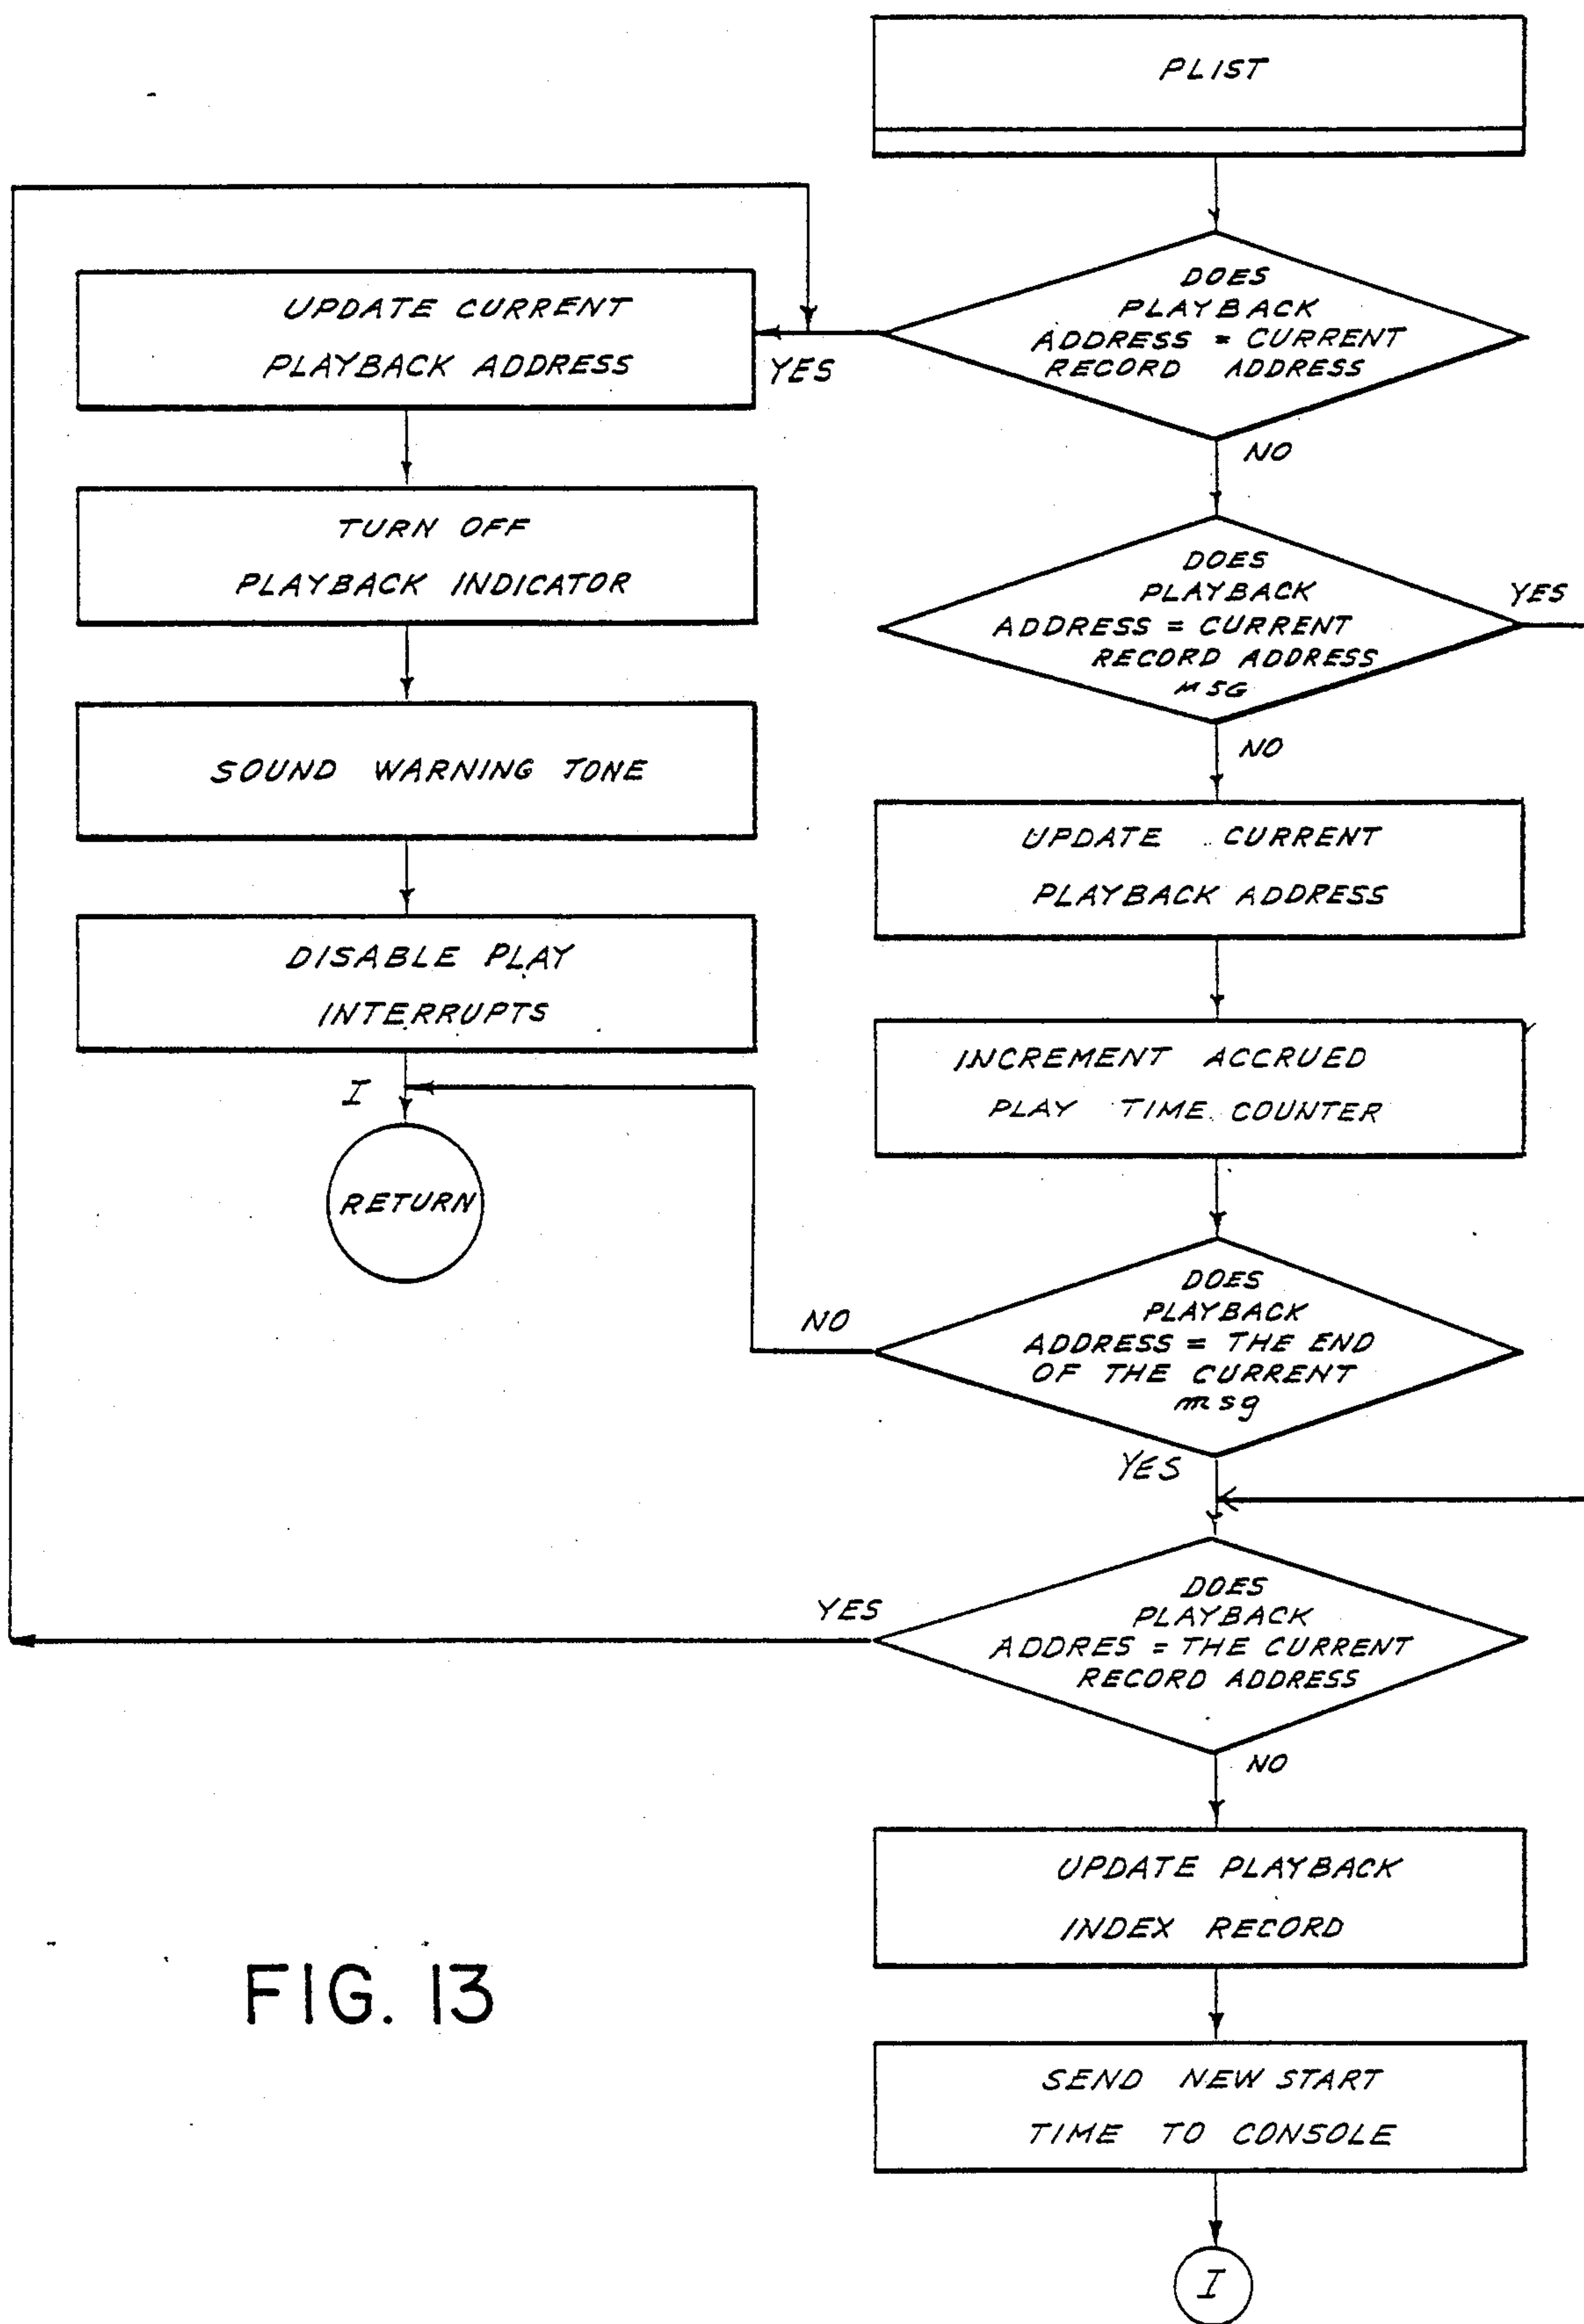 PLIST
DOES
PLAYBACK
ADDRESS = CURRENT
RECORD ADDRESS
YES
NO
UPDATE CURRENT
PLAYBACK ADDRESS
TURN OFF
PLAYBACK INDICATOR
SOUND WARNING TONE
DISABLE PLAY
INTERRUPTS
I
RETURN
DOES
PLAYBACK
ADDRESS = CURRENT
RECORD ADDRESS
MSG
YES
NO
UPDATE CURRENT
PLAYBACK ADDRESS
INCREMENT ACCRUED
PLAY TIME COUNTER
DOES
PLAYBACK
ADDRESS = THE END
OF THE CURRENT
msg
NO
YES
DOES
PLAYBACK
ADDRES = THE CURRENT
RECORD ADDRESS
YES
NO
UPDATE PLAYBACK
INDEX RECORD
SEND NEW START
TIME TO CONSOLE
I
FIG. 13